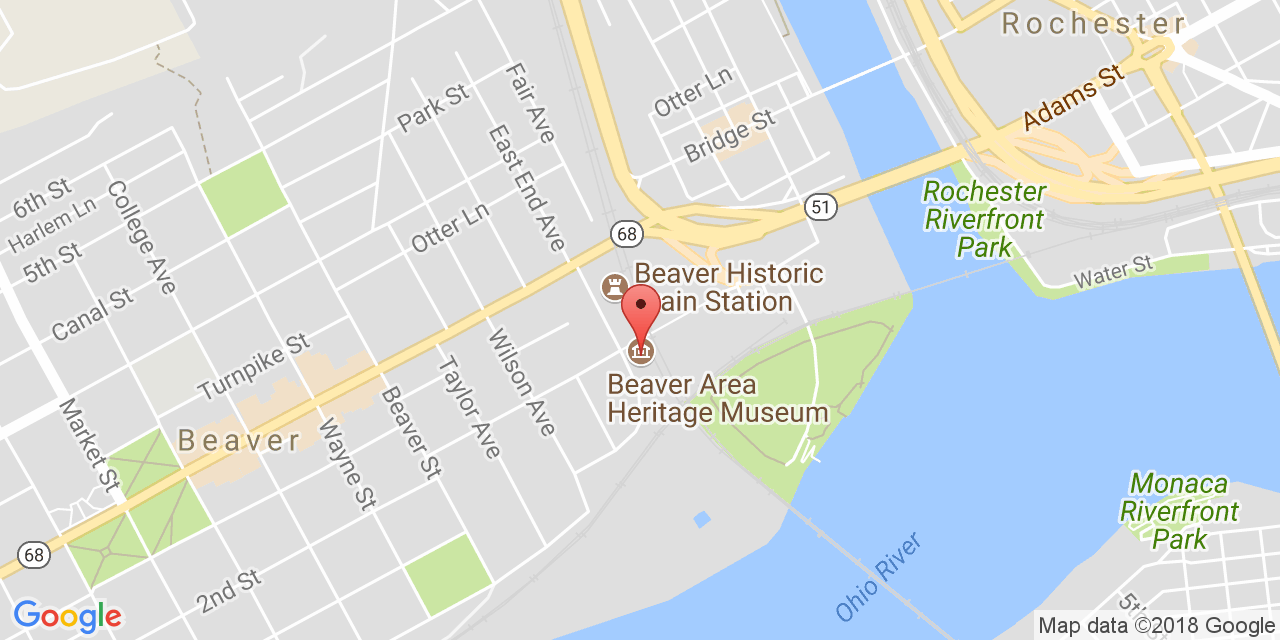 Rochester
Adams St
Fair Ave
Park St
Otter Ln
Bridge St
East End Ave
6th St
Harlem Ln
College Ave
5th St
Otter Ln
51
68
Rochester
Riverfront
Park
Water St
Canal St
Beaver Historic
ain Station
Turnpike St
Wilson Ave
Taylor Ave
Beaver St
Beaver Area
Heritage Museum
Market St
Beaver
Wayne St
Monaca
Riverfront
Park
68
2nd St
Ohio River
Google
Map data ©2018 Google